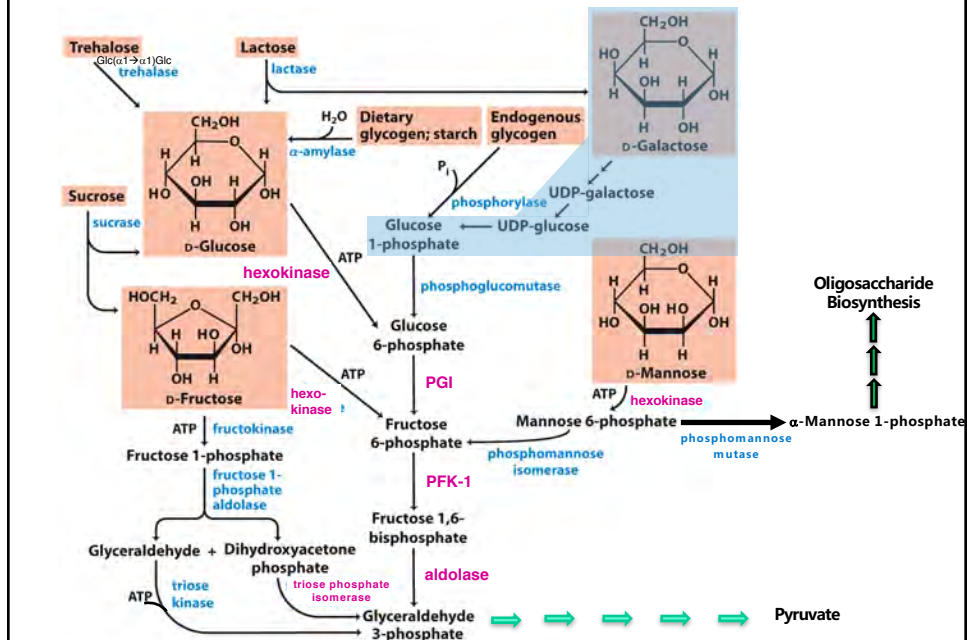 Trehalose
Glc(α1→α1)Glc
trehalase
Lactose
lactase
CH₂OH
O
HO
H
H
OH
H
H
OH
H
OH
D-Galactose
H₂O
Dietary
glycogen; starch
α-amylase
Endogenous
glycogen
Pᵢ
phosphorylase
UDP-galactose
UDP-glucose
Glucose
1-phosphate
CH₂OH
O
H
H
H
OH
H
HO
OH
H
OH
D-Glucose
Sucrose
sucrase
hexokinase
ATP
phosphoglucomutase
Glucose
6-phosphate
CH₂OH
O
H
H
H
OH
HO
HO
OH
H
H
D-Mannose
ATP
hexokinase
Oligosaccharide
Biosynthesis
HOCH₂
O
CH₂OH
H
HO
H
OH
OH
H
D-Fructose
ATP
hexo-
kinase
e
PGI
Fructose
6-phosphate
Mannose 6-phosphate
phosphomannose
isomerase
α-Mannose 1-phosphate
phosphomannose
mutase
ATP
fructokinase
Fructose 1-phosphate
fructose 1-
phosphate
aldolase
PFK-1
Fructose 1,6-
bisphosphate
Glyceraldehyde + Dihydroxyacetone
phosphate
aldolase
ATP
triose
kinase
triose phosphate
isomerase
Glyceraldehyde
3-phosphate
Pyruvate